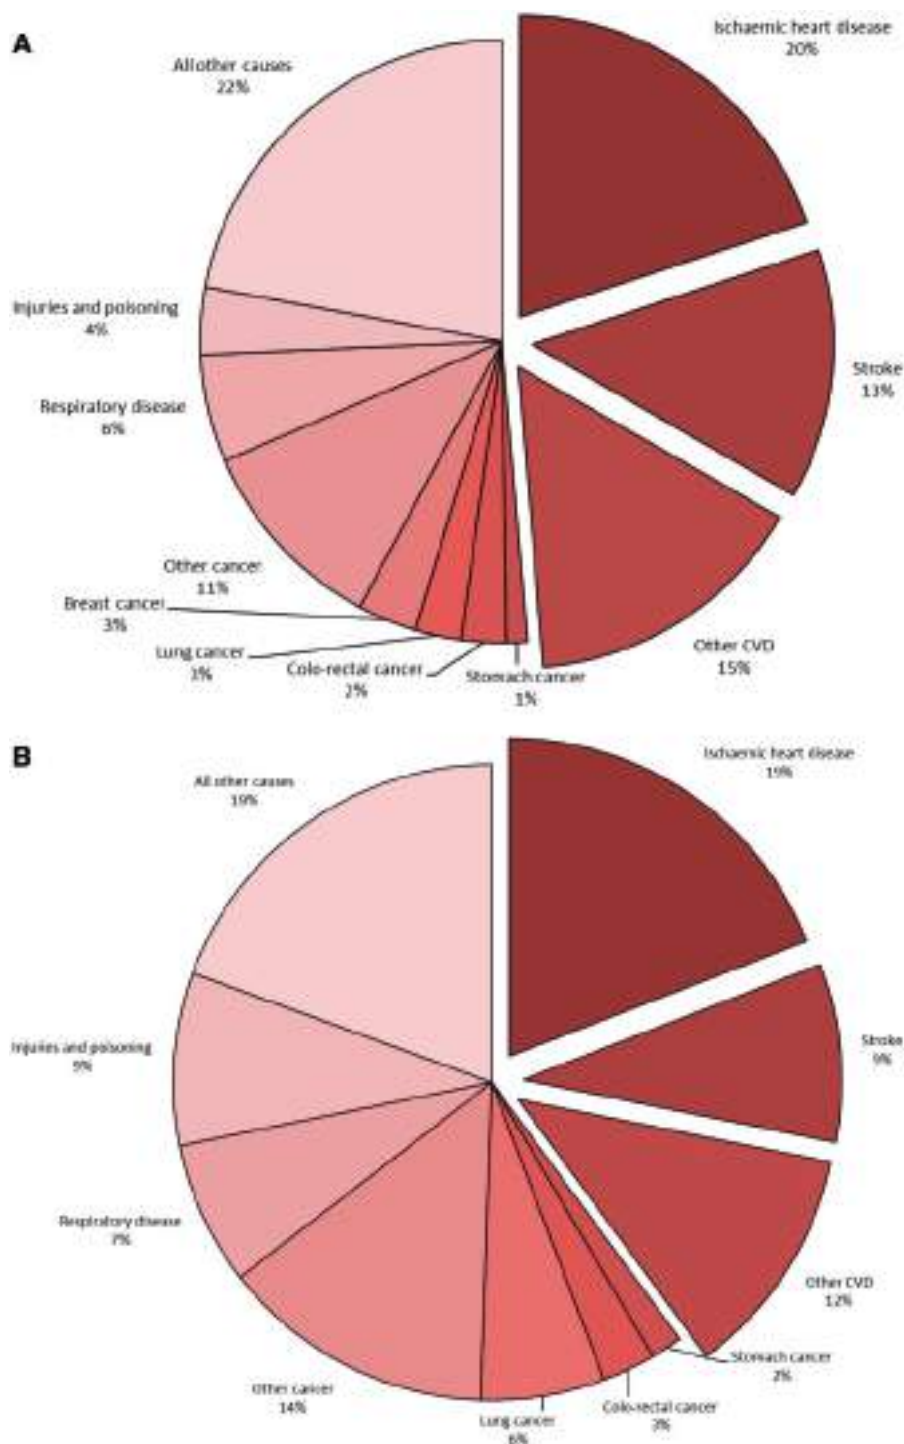 A
Ischaemic heart disease
20%
All other causes
22%
Injuries and poisoning
4%
Stroke
13%
Respiratory disease
6%
Other cancer
11%
Breast cancer
3%
Lung cancer
Colo-rectal cancer
2%
Stomach cancer
1%
Other CVD
15%
B
Ischaemic heart disease
19%
All other causes
19%
Injuries and poisoning
9%
Stroke
9%
Respiratory disease
7%
Other CVD
12%
Stomach cancer
2%
Other cancer
14%
Colo-rectal cancer
3%
Lung cancer
6%